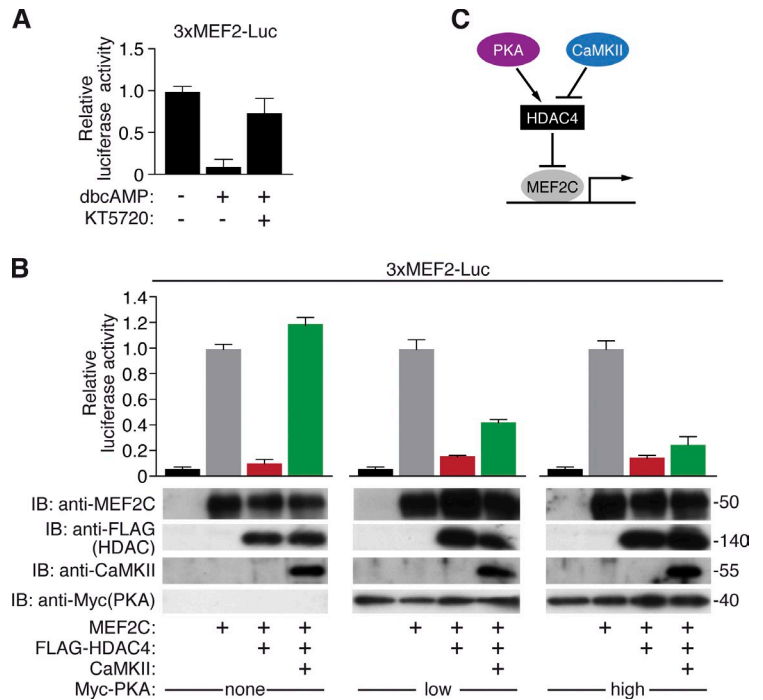 A
3xMEF2-Luc
Relative
luciferase activity
1.5
1.0
0.5
0
dbcAMP: - + +
KT5720: - - +
C
PKA
CaMKII
HDAC4
MEF2C
B
3xMEF2-Luc
Relative
luciferase activity
1.4
1.2
1.0
0.8
0.6
0.4
0.2
0
IB: anti-MEF2C
-50
IB: anti-FLAG
(HDAC)
-140
IB: anti-CaMKII
-55
IB: anti-Myc(PKA)
-40
MEF2C: + + + + + + + + +
FLAG-HDAC4: + + + + + +
CaMKII: + + +
Myc-PKA: none low high